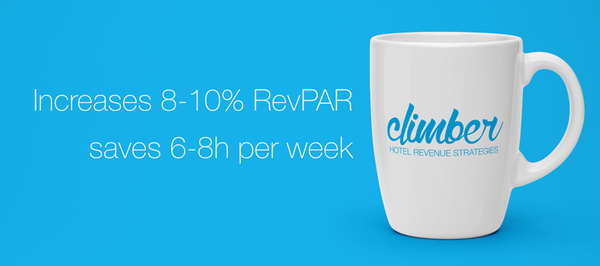 Increases 8-10% RevPAR
saves 6-8h per week
climber
HOTEL REVENUE STRATEGIES